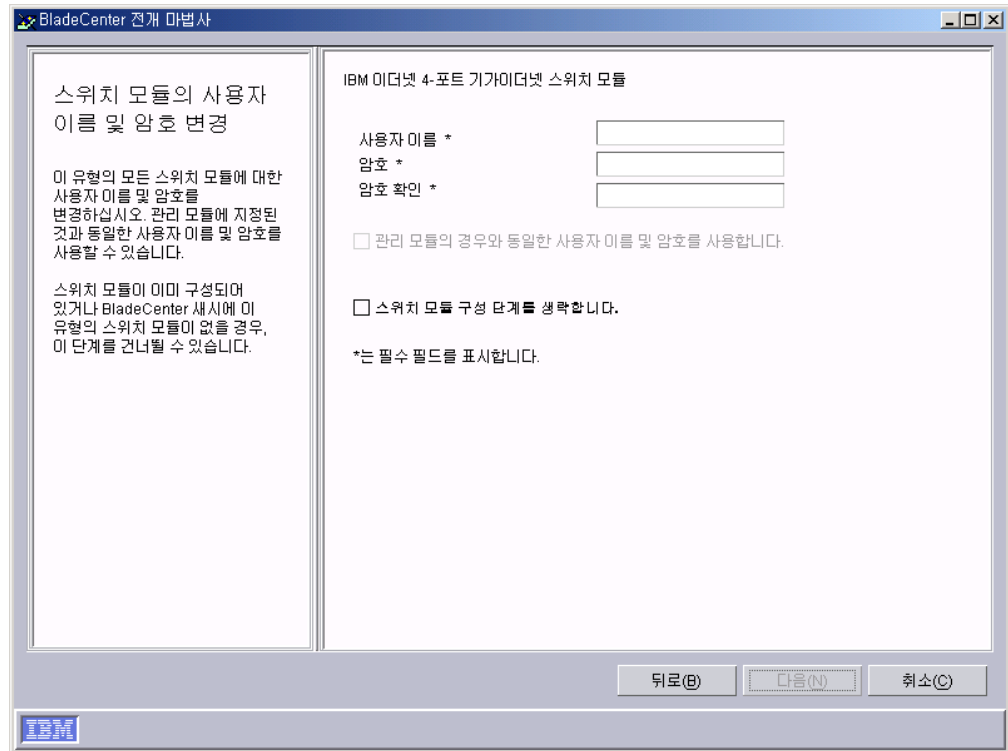 BladeCenter 전개 마법사
스위치 모듈의 사용자
이름 및 암호 변경
이 유형의 모든 스위치 모듈에 대한
사용자 이름 및 암호를
변경하십시오. 관리 모듈에 지정된
것과 동일한 사용자 이름 및 암호를
사용할 수 있습니다.
스위치 모듈이 이미 구성되어
있거나 BladeCenter 섀시에 이
유형의 스위치 모듈이 없을 경우,
이 단계를 건너뛸 수 있습니다.
IBM 이더넷 4-포트 기가이더넷 스위치 모듈
사용자 이름 *
암호 *
암호 확인 *
관리 모듈의 경우와 동일한 사용자 이름 및 암호를 사용합니다.
스위치 모듈 구성 단계를 생략합니다.
*는 필수 필드를 표시합니다.
뒤로(B)
다음(N)
취소(C)
IBM